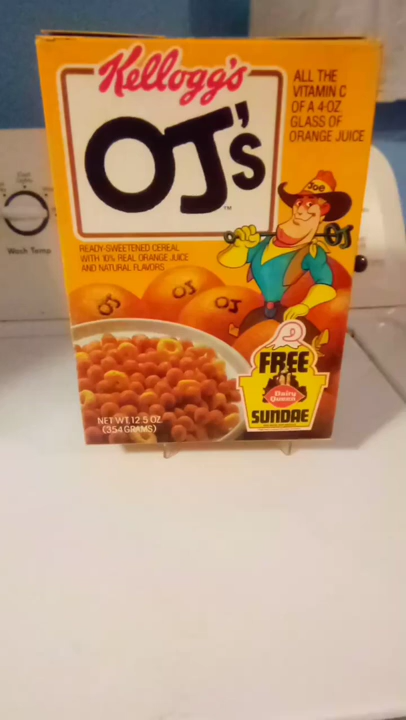 Kellogg's
OJ's
TM
ALL THE
VITAMIN C
OF A 4-OZ.
GLASS OF
ORANGE JUICE
READY-SWEETENED CEREAL
WITH 10% REAL ORANGE JUICE
AND NATURAL FLAVORS
Joe
OJ
OJ
OJ
OJ
FREE
Dairy
Queen
SUNDAE
NET WT. 12.5 OZ.
(354 GRAMS)
Wash Temp